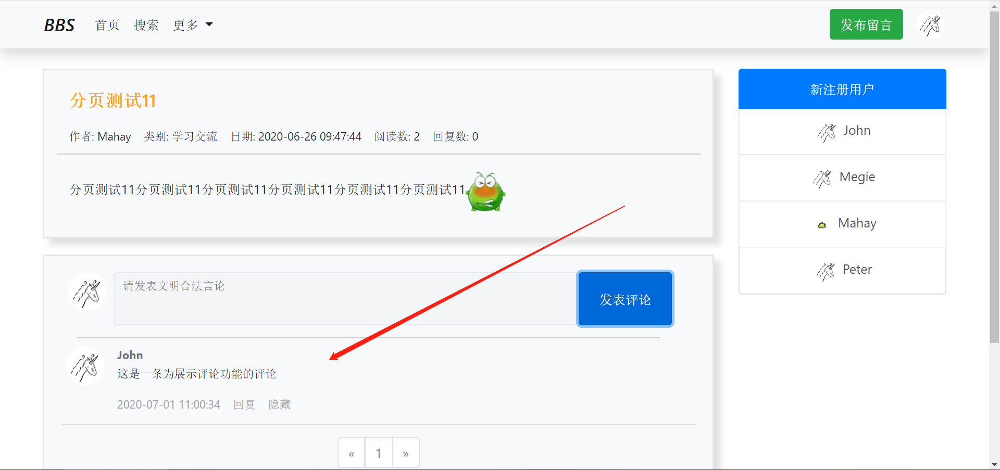 BBS 首页 搜索 更多 发布留言
分页测试11
作者: Mahay 类别: 学习交流 日期: 2020-06-26 09:47:44 阅读数: 2 回复数: 0
分页测试11分页测试11分页测试11分页测试11分页测试11分页测试11
请发表文明合法言论
发表评论
John
这是一条为展示评论功能的评论
2020-07-01 11:00:34 回复 隐藏
« 1 »
新注册用户
John
Megie
Mahay
Peter